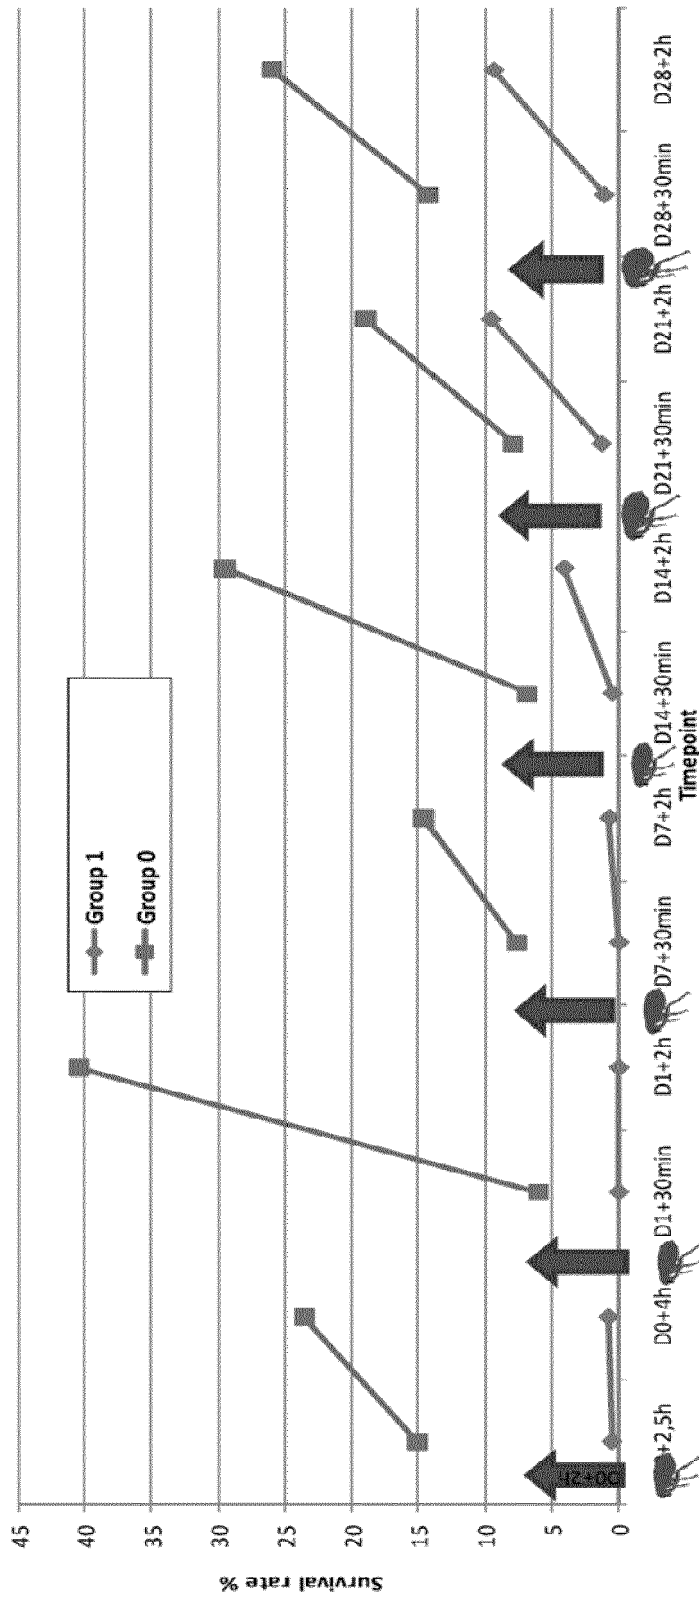 Survival rate %
45
40
35
30
25
20
15
10
5
0
Group 1
Group 0
D0+2h
+2,5h
D0+4h
D1+30min
D1+2h
D7+30min
D7+2h
D14+30min
D14+2h
D21+30min
D21+2h
D28+30min
D28+2h
Timepoint